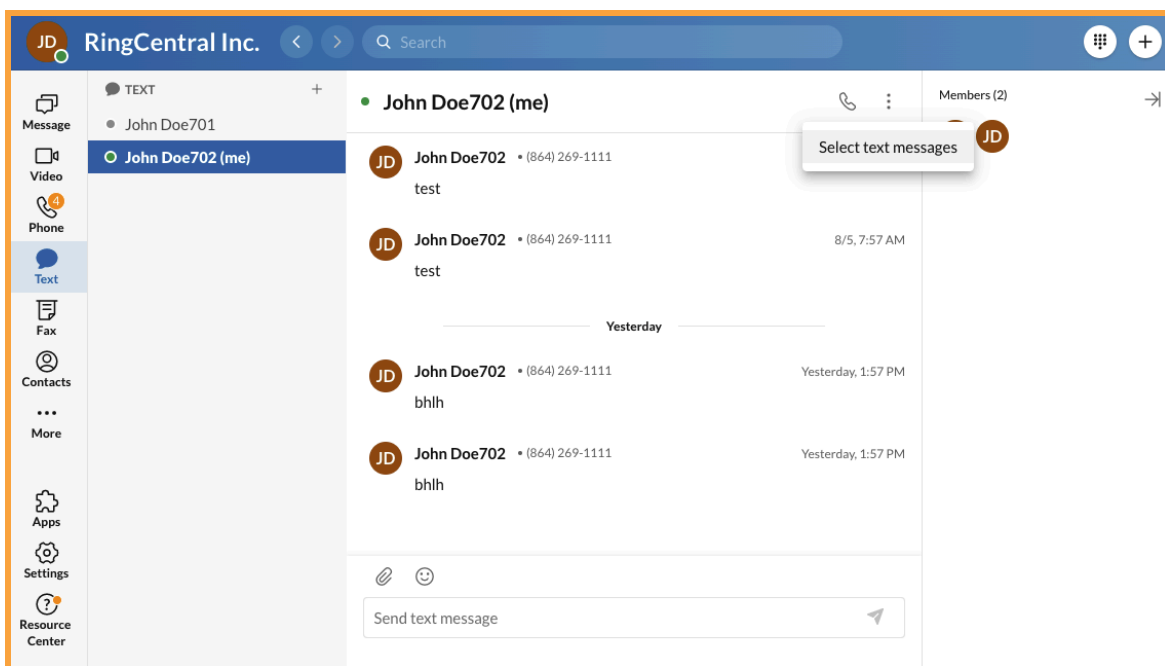 JD RingCentral Inc. Search
Message
Video
4
Phone
Text
Fax
Contacts
More
Apps
Settings
Resource
Center
TEXT +
John Doe701
John Doe702 (me)
John Doe702 (me)
Select text messages
JD John Doe702 • (864) 269-1111
test
JD John Doe702 • (864) 269-1111 8/5, 7:57 AM
test
Yesterday
JD John Doe702 • (864) 269-1111 Yesterday, 1:57 PM
bhlh
JD John Doe702 • (864) 269-1111 Yesterday, 1:57 PM
bhlh
Send text message
Members (2)
JD